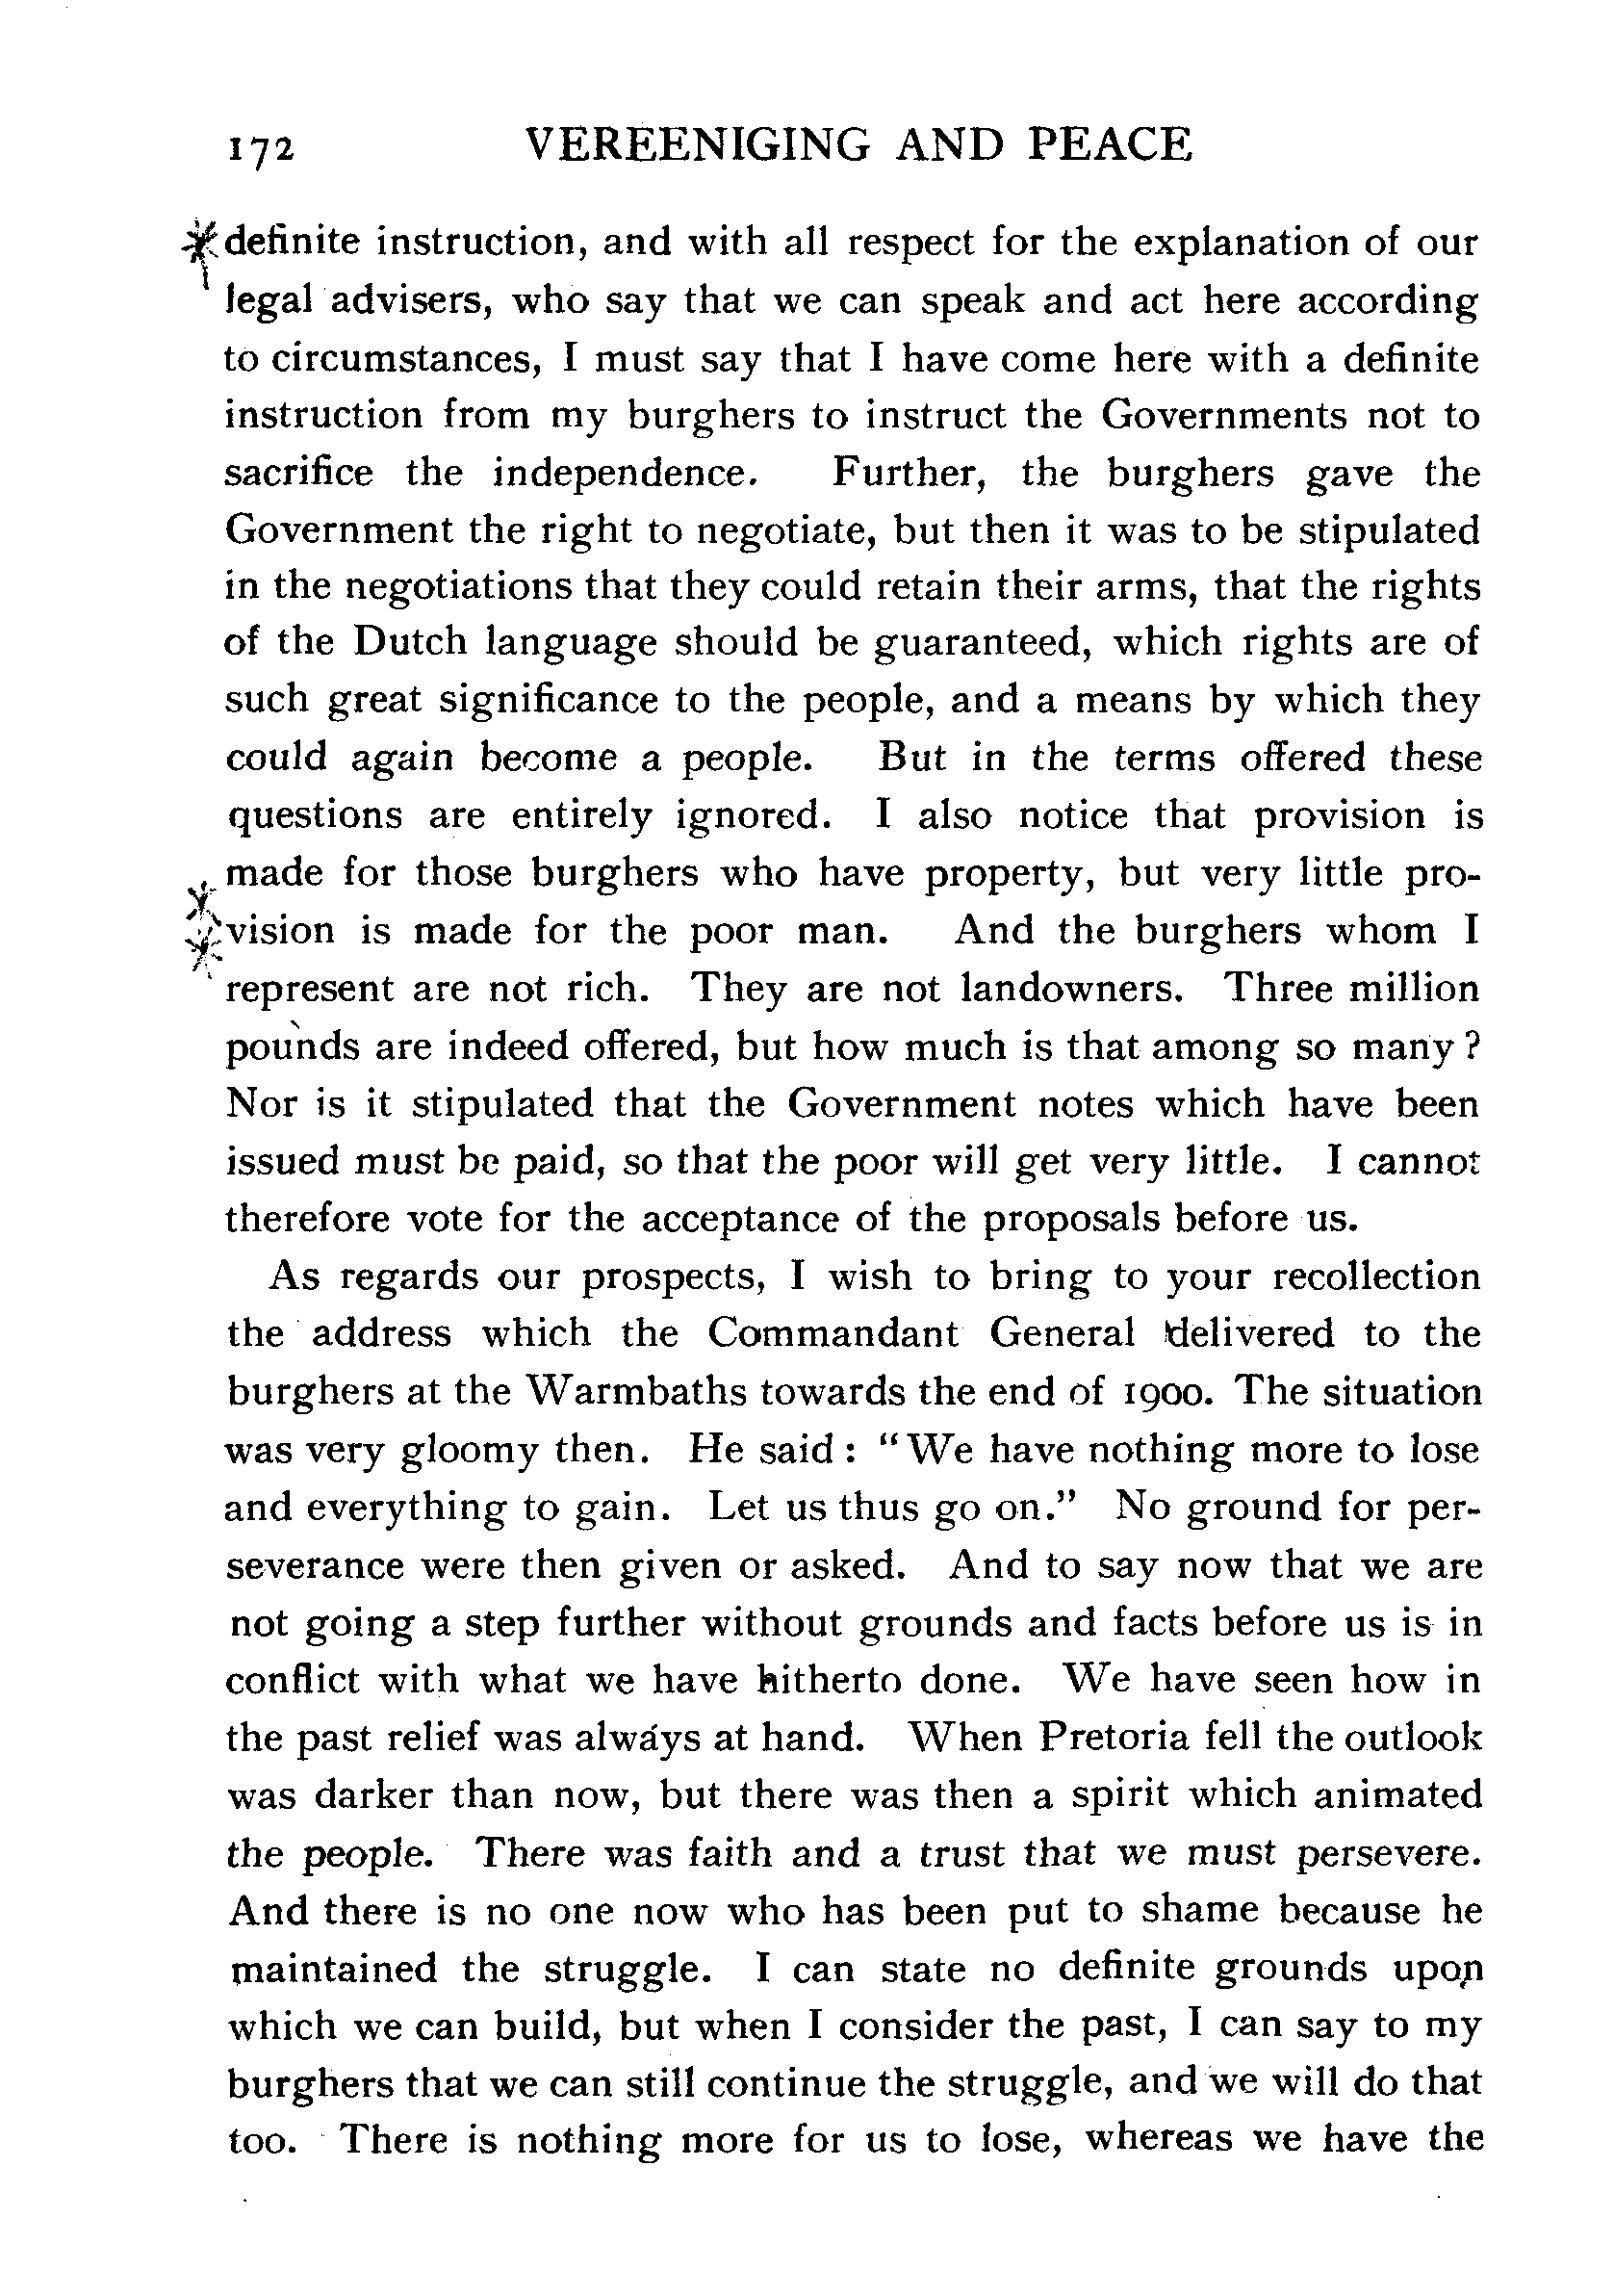 172 VEREENIGING AND PEACE
definite instruction, and with all respect for the explanation of our
legal advisers, who say that we can speak and act here according
to circumstances, I must say that I have come here with a definite
instruction from my burghers to instruct the Governments not to
sacrifice the independence. Further, the burghers gave the
Government the right to negotiate, but then it was to be stipulated
in the negotiations that they could retain their arms, that the rights
of the Dutch language should be guaranteed, which rights are of
such great significance to the people, and a means by which they
could again become a people. But in the terms offered these
questions are entirely ignored. I also notice that provision is
made for those burghers who have property, but very little pro-
vision is made for the poor man. And the burghers whom I
represent are not rich. They are not landowners. Three million
pounds are indeed offered, but how much is that among so many?
Nor is it stipulated that the Government notes which have been
issued must be paid, so that the poor will get very little. I cannot
therefore vote for the acceptance of the proposals before us.
As regards our prospects, I wish to bring to your recollection
the address which the Commandant General delivered to the
burghers at the Warmbaths towards the end of 1900. The situation
was very gloomy then. He said: "We have nothing more to lose
and everything to gain. Let us thus go on." No ground for per-
severance were then given or asked. And to say now that we are
not going a step further without grounds and facts before us is in
conflict with what we have hitherto done. We have seen how in
the past relief was always at hand. When Pretoria fell the outlook
was darker than now, but there was then a spirit which animated
the people. There was faith and a trust that we must persevere.
And there is no one now who has been put to shame because he
maintained the struggle. I can state no definite grounds upon
which we can build, but when I consider the past, I can say to my
burghers that we can still continue the struggle, and we will do that
too. There is nothing more for us to lose, whereas we have the